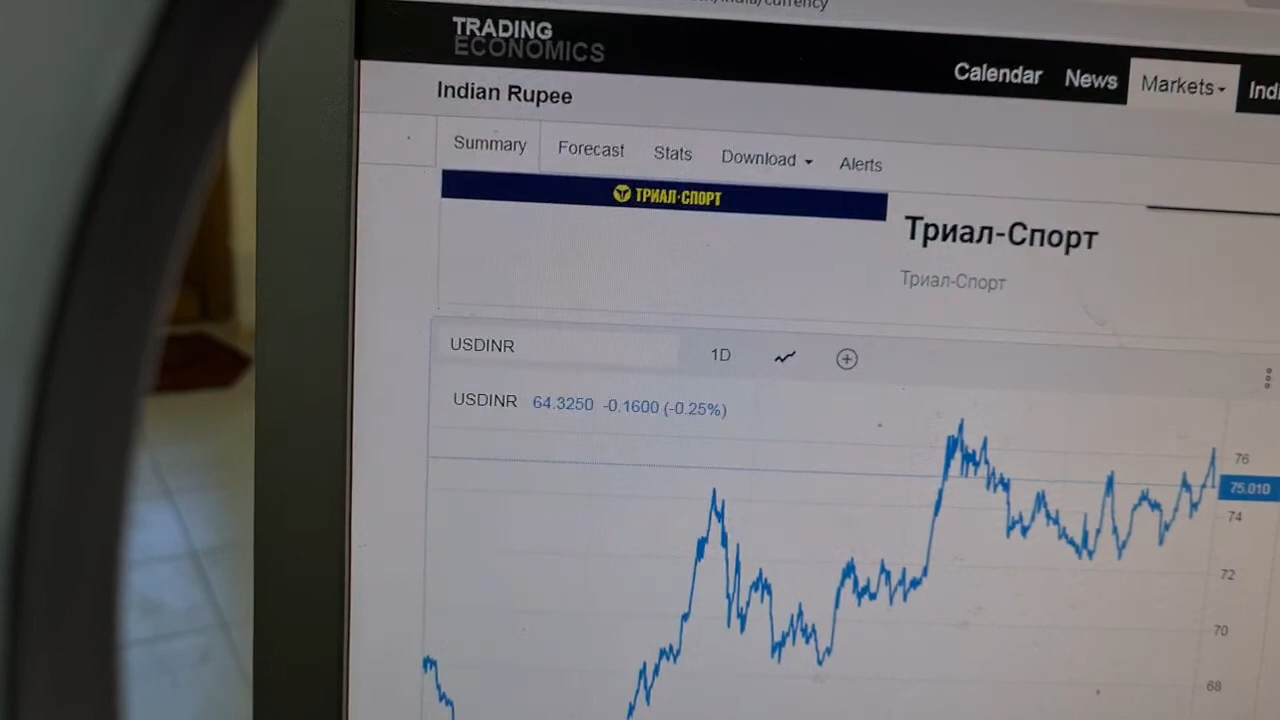 /currency
TRADING
ECONOMICS
Calendar News Markets
Indian Rupee
Summary Forecast Stats Download Alerts
ТРИАЛ-СПОРТ
Триал-Спорт
Триал-Спорт
USDINR 1D
USDINR 64.3250 -0.1600 (-0.25%)
76
75.010
74
72
70
68